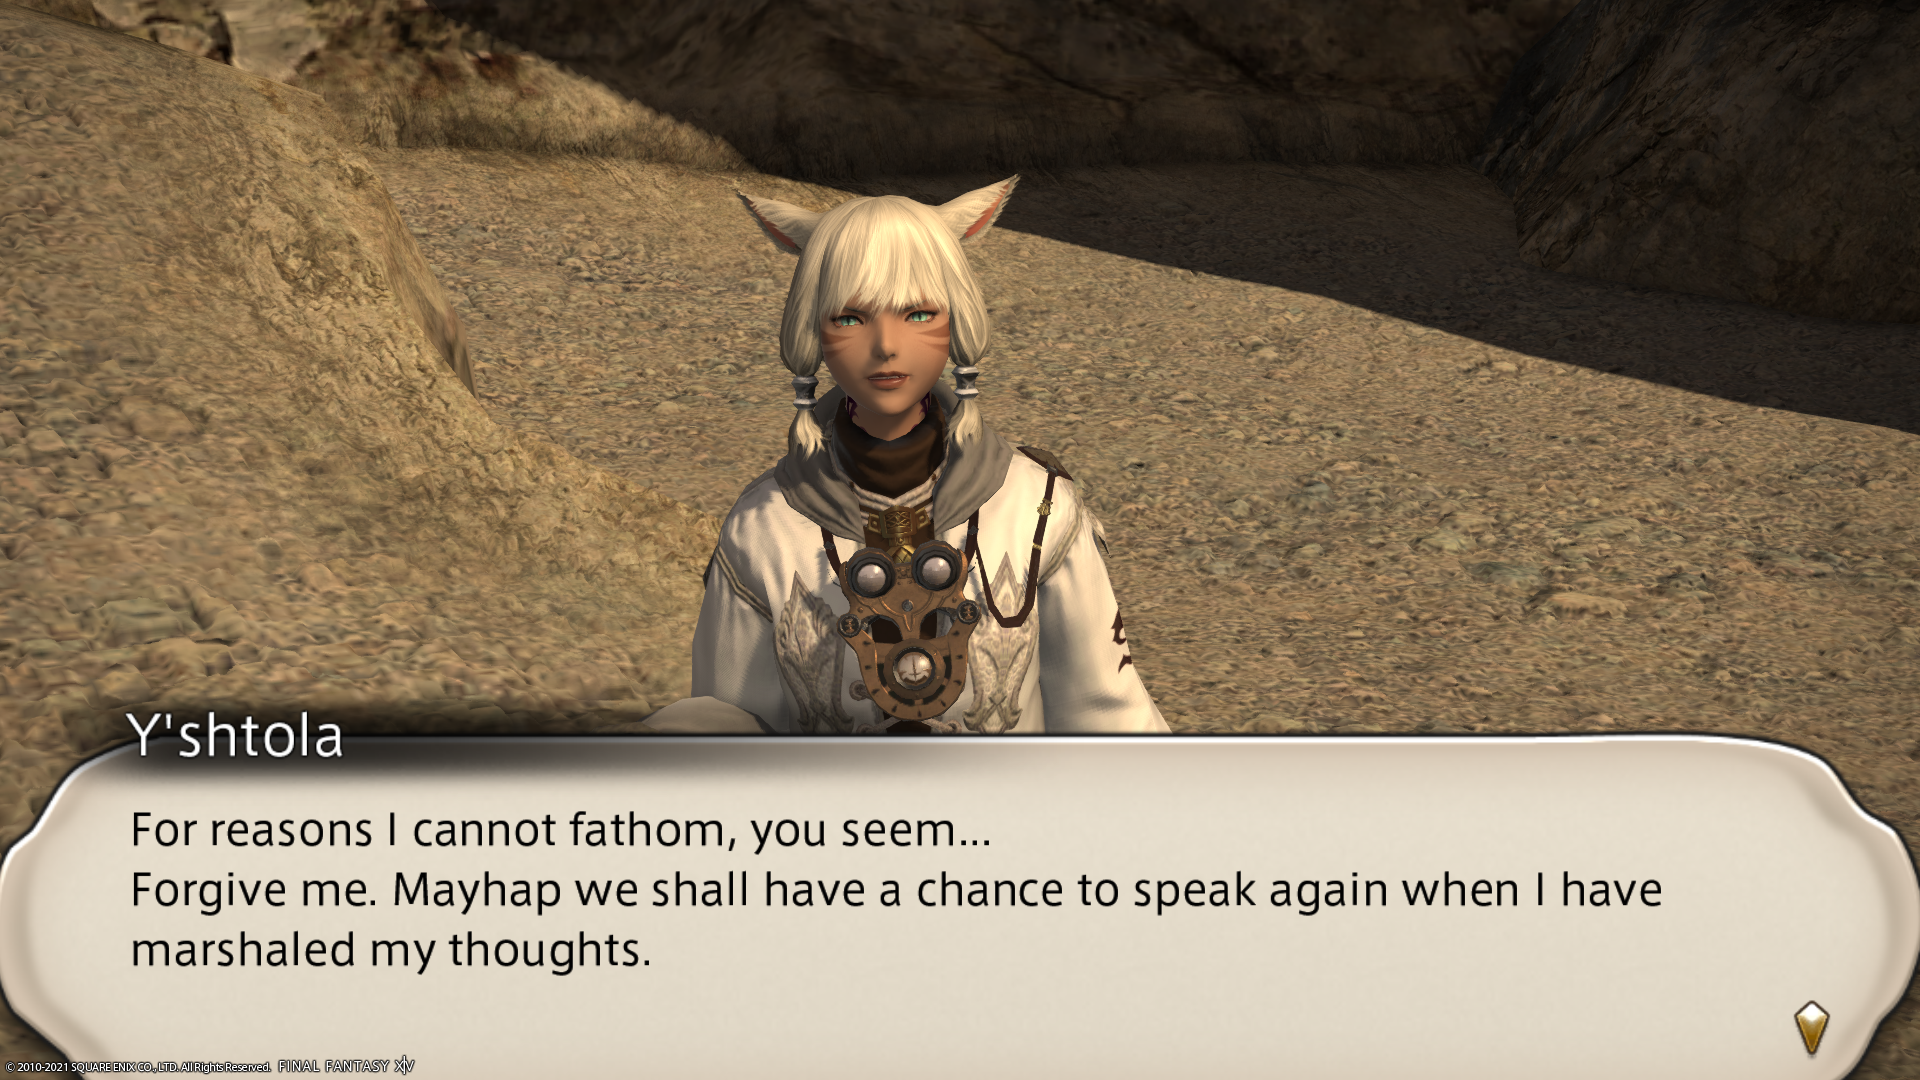 Y'shtola
For reasons I cannot fathom, you seem...
Forgive me. Mayhap we shall have a chance to speak again when I have
marshaled my thoughts.
© 2010-2021 SQUARE ENIX CO., LTD. All Rights Reserved. FINAL FANTASY XIV